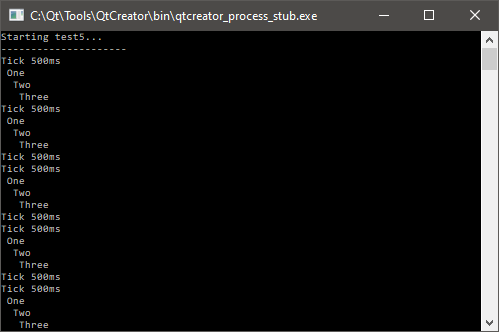 C:\Qt\Tools\QtCreator\bin\qtcreator_process_stub.exe
Starting test5...
---------------------
Tick 500ms
One
Two
Three
Tick 500ms
One
Two
Three
Tick 500ms
Tick 500ms
One
Two
Three
Tick 500ms
Tick 500ms
One
Two
Three
Tick 500ms
Tick 500ms
One
Two
Three